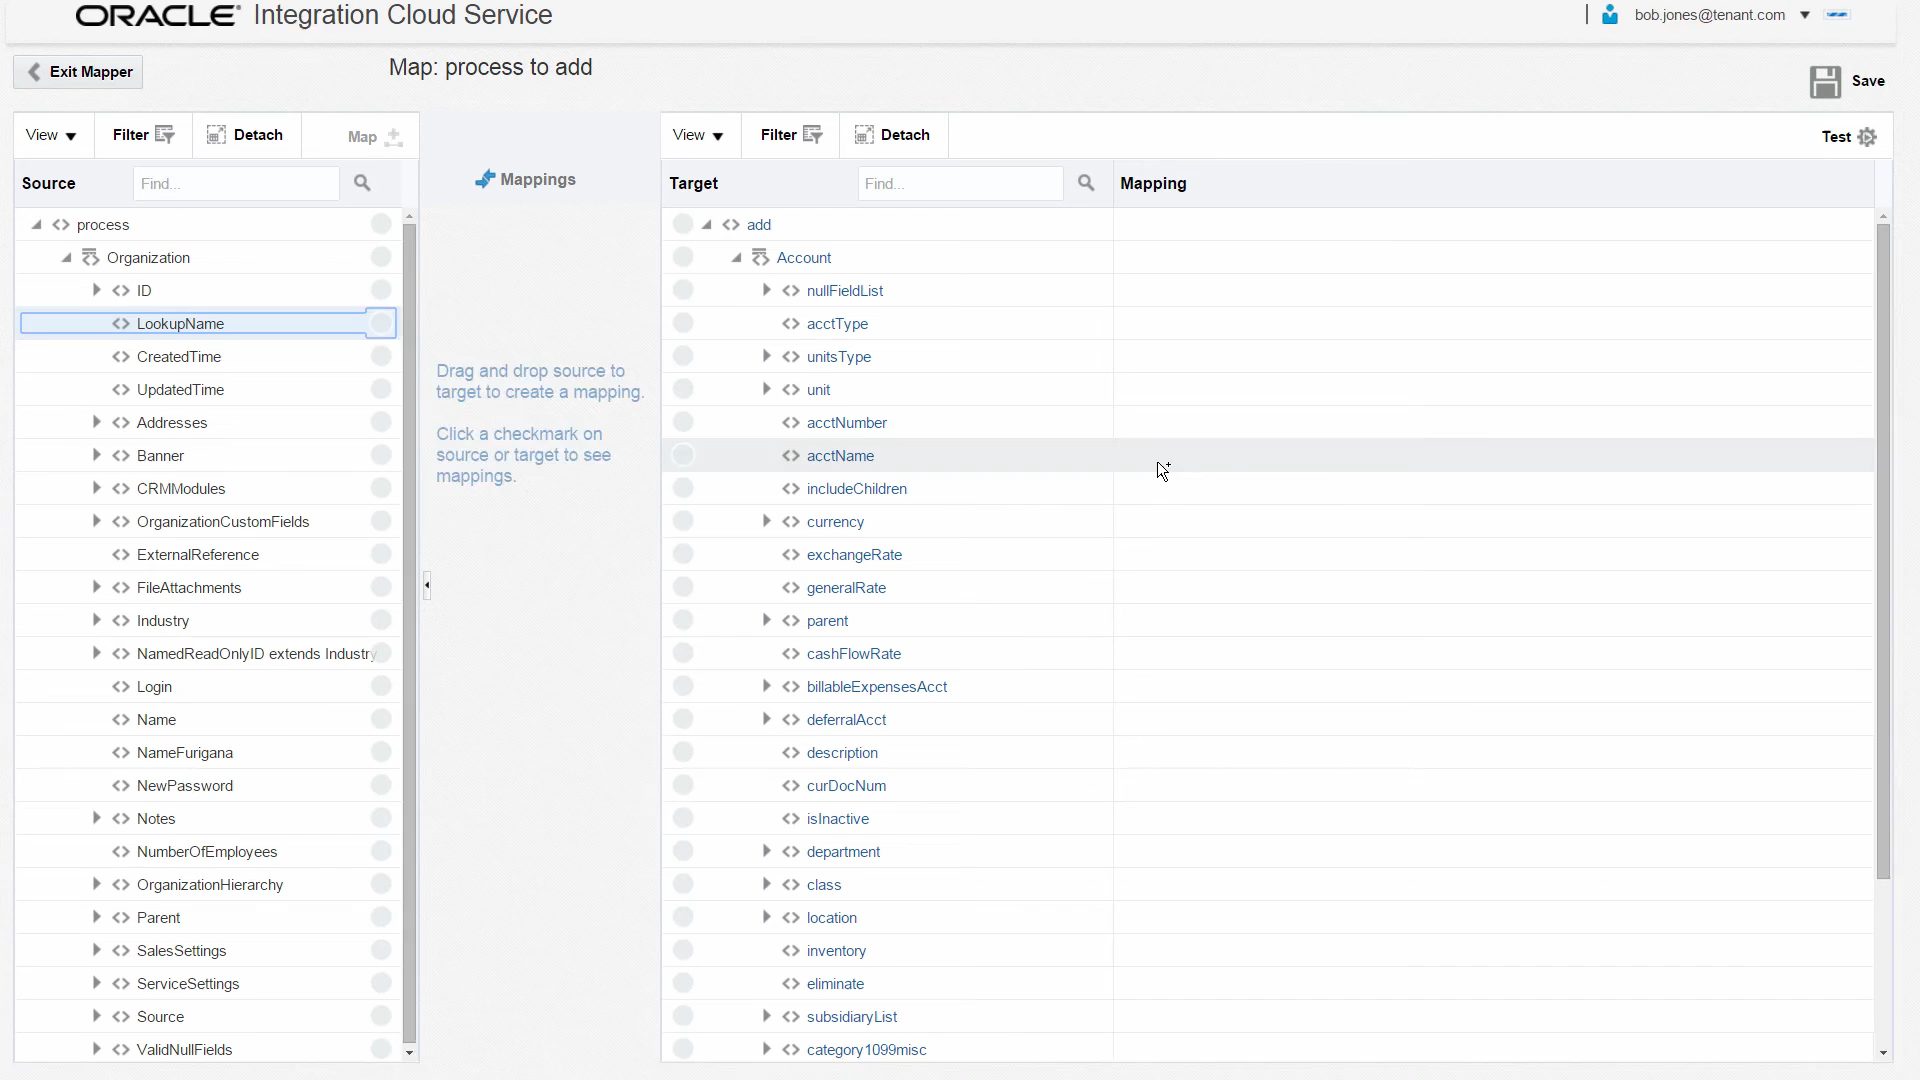 ORACLE® Integration Cloud Service
bob.jones@tenant.com
Exit Mapper
Map: process to add
Save
View
Filter
Detach
Map
Source
Find...
process
Organization
ID
LookupName
CreatedTime
UpdatedTime
Addresses
Banner
CRMModules
OrganizationCustomFields
ExternalReference
FileAttachments
Industry
NamedReadOnlyID extends Industry
Login
Name
NameFurigana
NewPassword
Notes
NumberOfEmployees
OrganizationHierarchy
Parent
SalesSettings
ServiceSettings
Source
ValidNullFields
Mappings
Drag and drop source to
target to create a mapping.
Click a checkmark on
source or target to see
mappings.
View
Filter
Detach
Test
Target
Find...
Mapping
add
Account
nullFieldList
acctType
unitsType
unit
acctNumber
acctName
includeChildren
currency
exchangeRate
generalRate
parent
cashFlowRate
billableExpensesAcct
deferralAcct
description
curDocNum
isInactive
department
class
location
inventory
eliminate
subsidiaryList
category1099misc